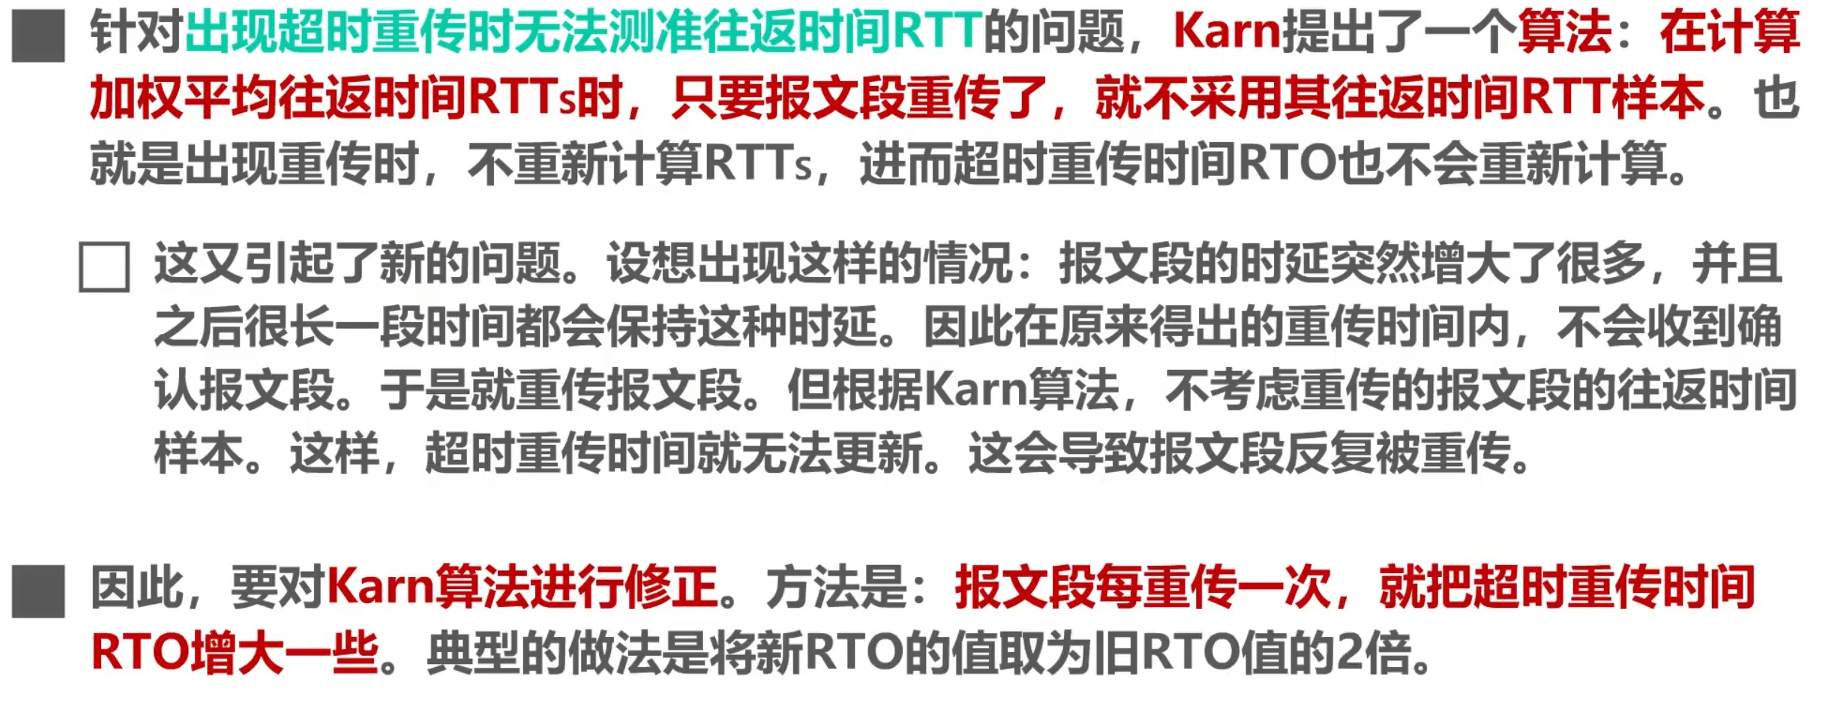 针对出现超时重传时无法测准往返时间RTT的问题，Karn提出了一个算法：在计算
加权平均往返时间RTTs时，只要报文段重传了，就不采用其往返时间RTT样本。也
就是出现重传时，不重新计算RTTs，进而超时重传时间RTO也不会重新计算。
这又引起了新的问题。设想出现这样的情况：报文段的时延突然增大了很多，并且
之后很长一段时间都会保持这种时延。因此在原来得出的重传时间内，不会收到确
认报文段。于是就重传报文段。但根据Karn算法，不考虑重传的报文段的往返时间
样本。这样，超时重传时间就无法更新。这会导致报文段反复被重传。
因此，要对Karn算法进行修正。方法是：报文段每重传一次，就把超时重传时间
RTO增大一些。典型的做法是将新RTO的值取为旧RTO值的2倍。